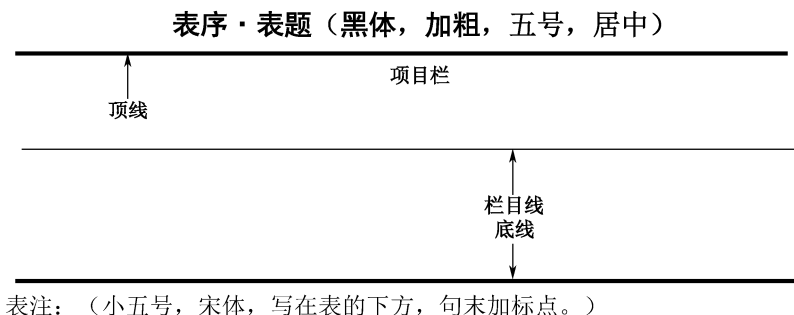 表序·表题（黑体，加粗，五号，居中）
项目栏
顶线
栏目线
底线
表注：（小五号，宋体，写在表的下方，句末加标点。）